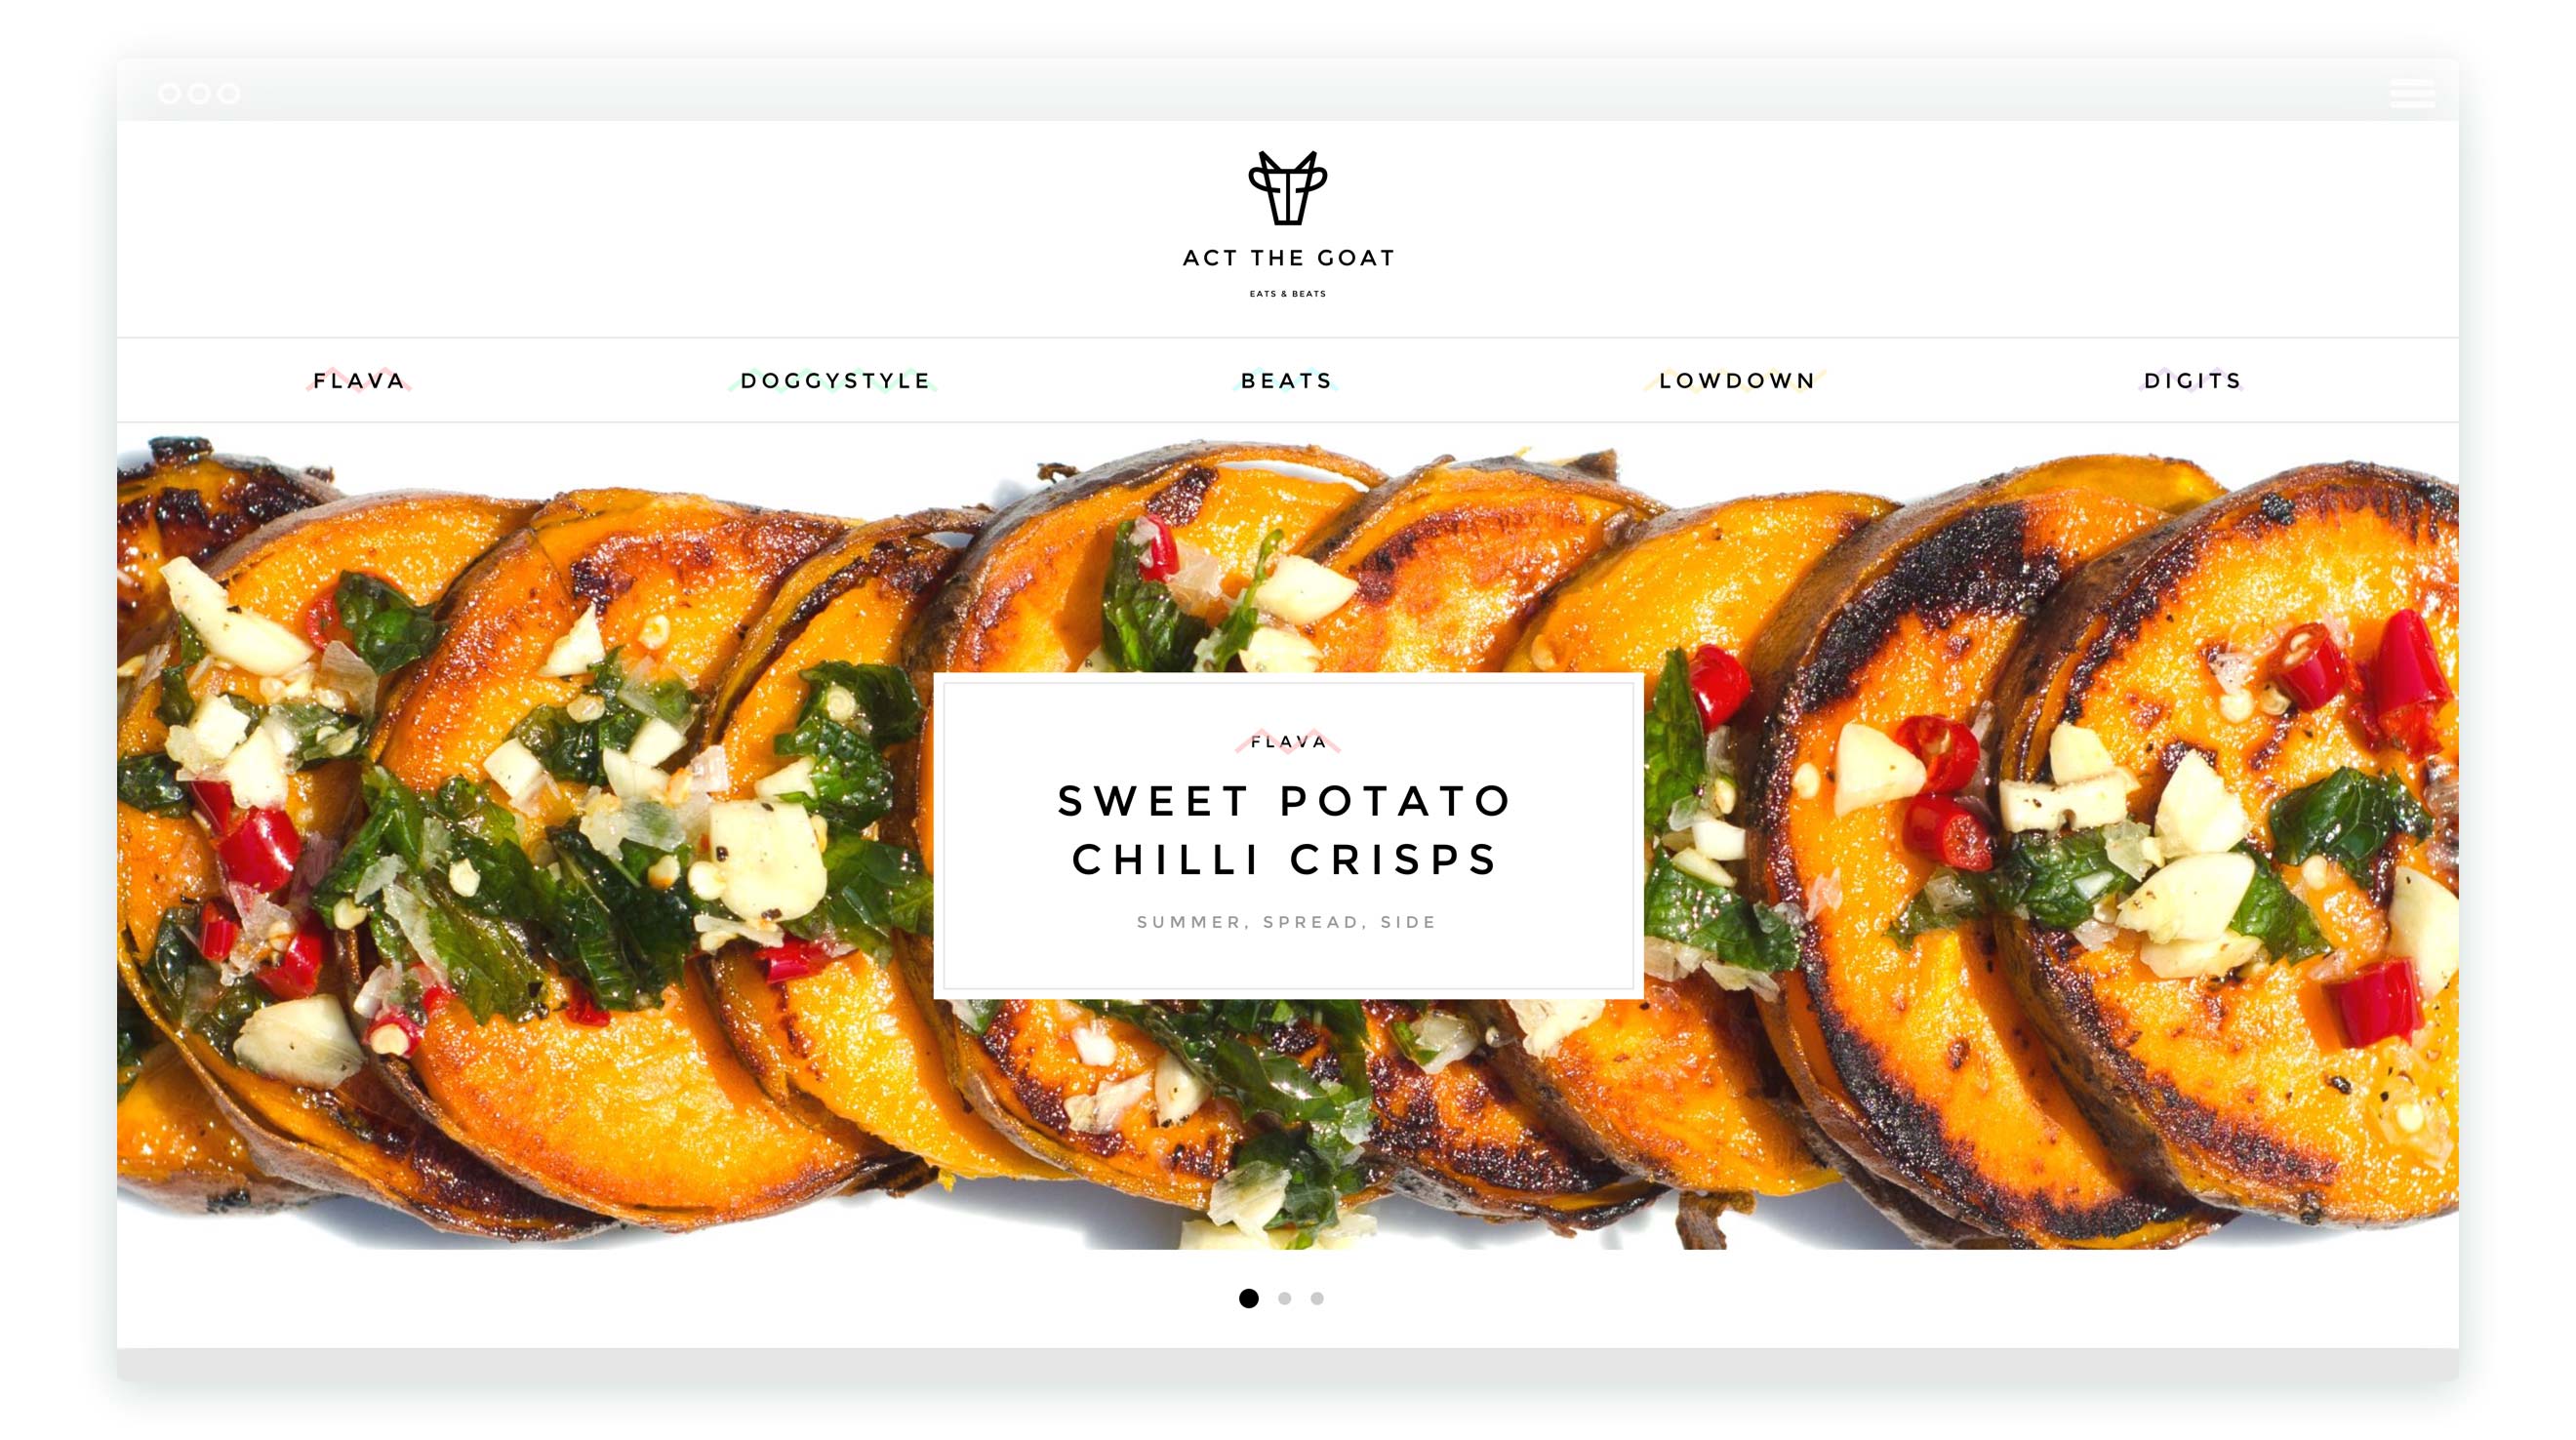 ACT THE GOAT
EATS & BEATS
FLAVA
DOGGYSTYLE
BEATS
LOWDOWN
DIGITS
FLAVA
SWEET POTATO
CHILLI CRISPS
SUMMER, SPREAD, SIDE